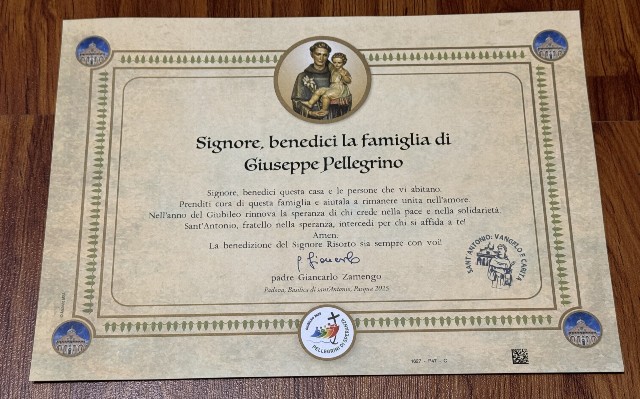 Signore, benedici la famiglia di
Giuseppe Pellegrino
Signore, benedici questa casa e le persone che vi abitano.
Prenditi cura di questa famiglia e aiutala a rimanere unita nell'amore.
Nell'anno del Giubileo rinnova la speranza di chi crede nella pace e nella solidarietà.
Sant'Antonio, fratello nella speranza, intercedi per chi si affida a te!
Amen.
La benedizione del Signore Risorto sia sempre con voi!
p Giancarlo
padre Giancarlo Zamengo
Padova, Basilica di sant'Antonio, Pasqua 2025
SANT'ANTONIO: VANGELO E CARITÀ
PELLEGRINI DI SPERANZA